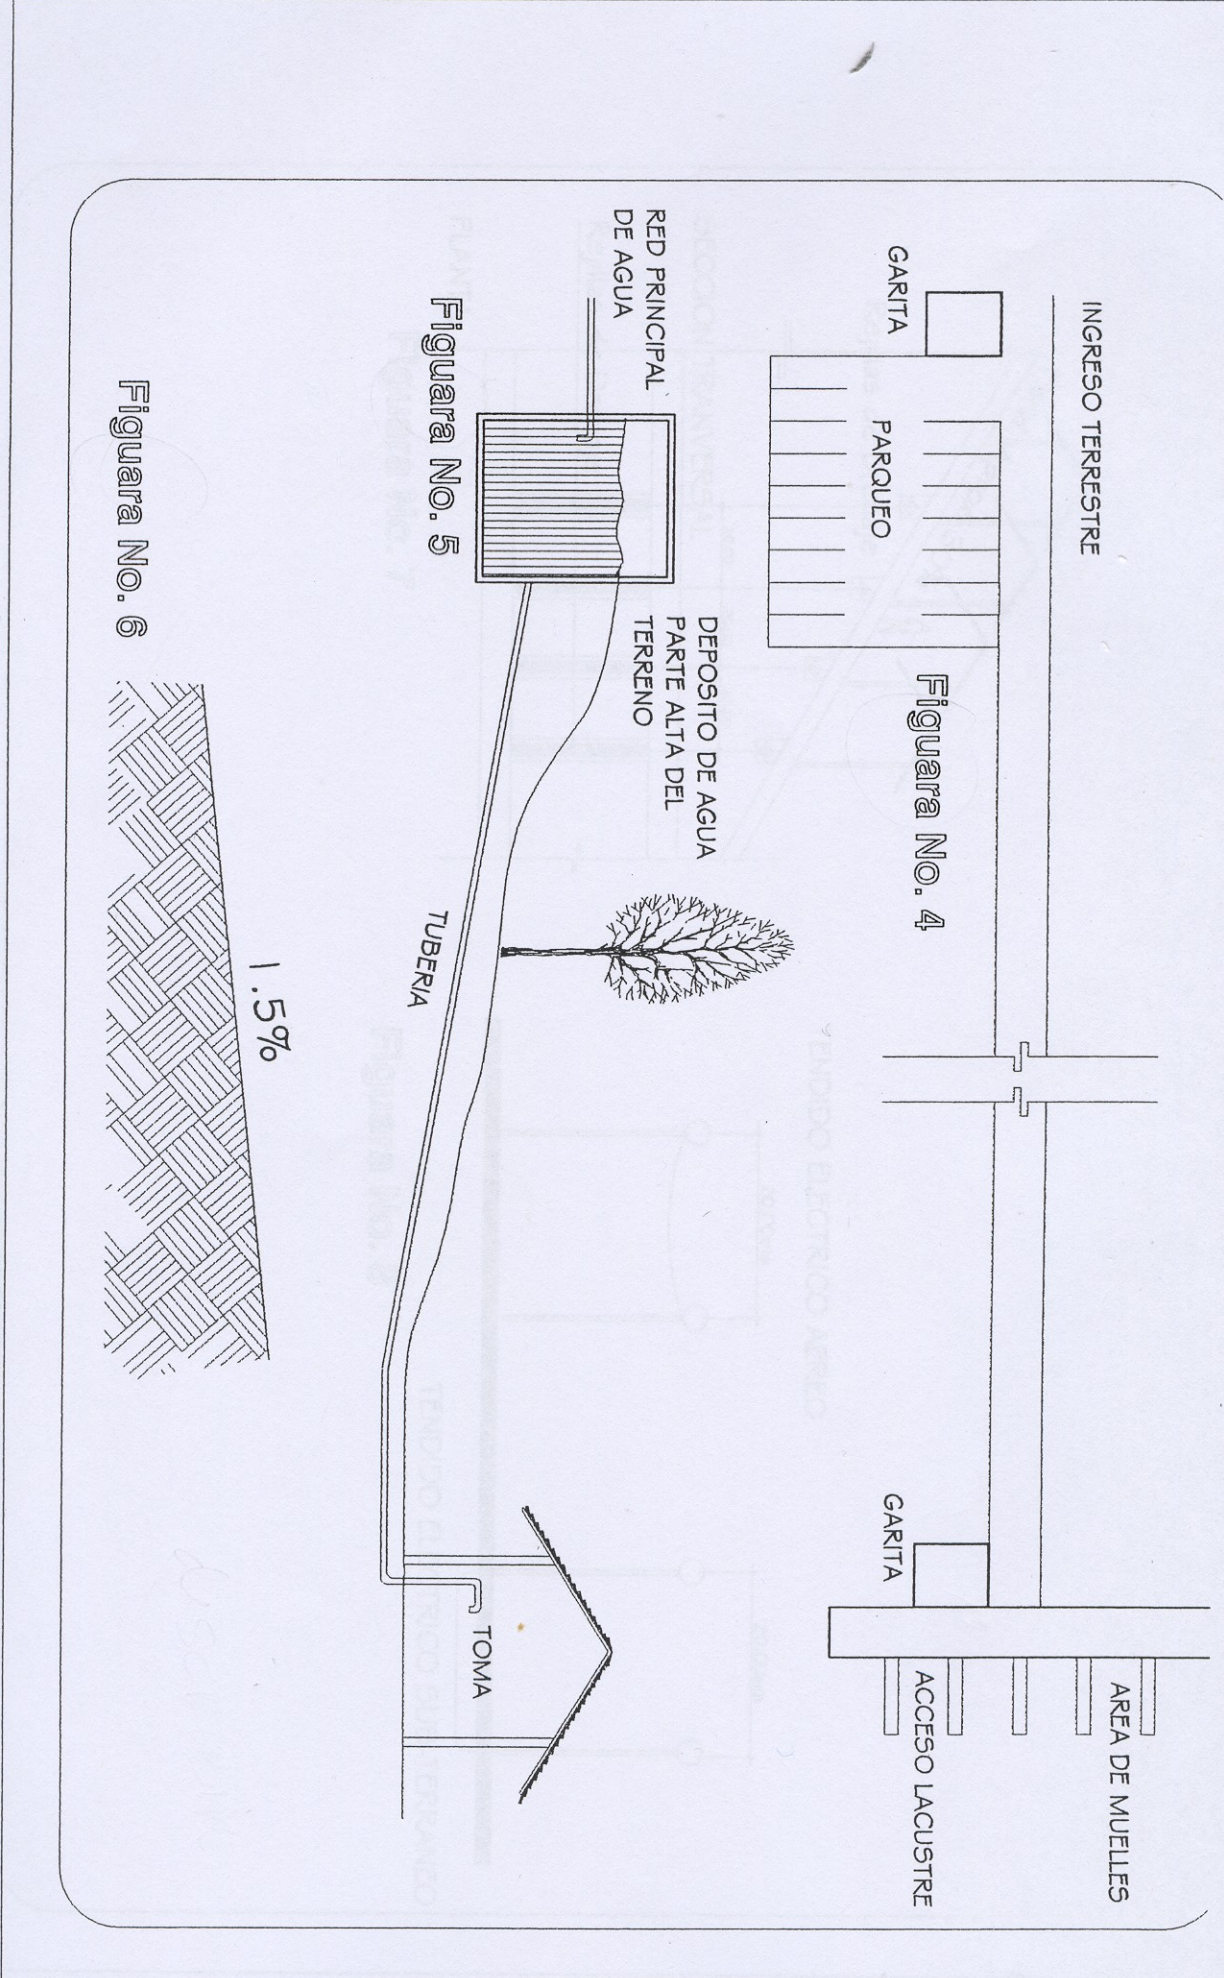 INGRESO TERRESTRE
GARITA
PARQUEO
Figuara No. 4
GARITA
AREA DE MUELLES
ACCESO LACUSTRE
RED PRINCIPAL
DE AGUA
DEPOSITO DE AGUA
PARTE ALTA DEL
TERRENO
TUBERIA
TOMA
Figuara No. 5
1.5%
Figuara No. 6